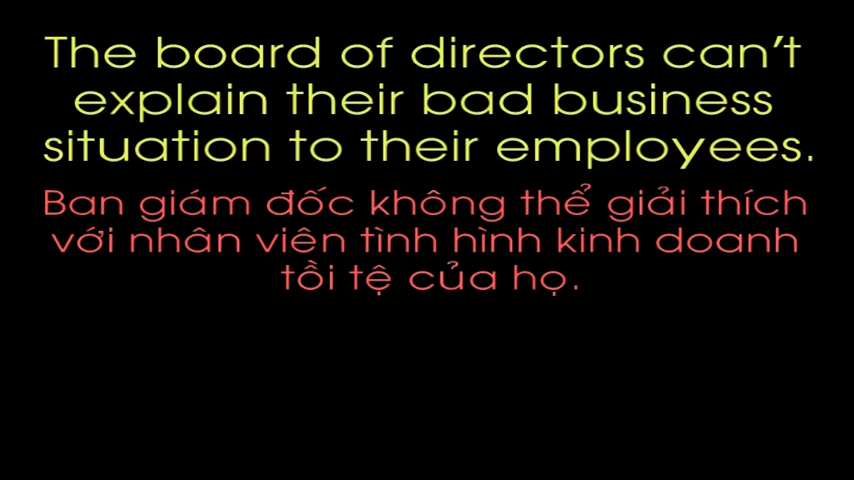 The board of directors can't
explain their bad business
situation to their employees.
Ban giám đốc không thể giải thích
với nhân viên tình hình kinh doanh
tồi tệ của họ.